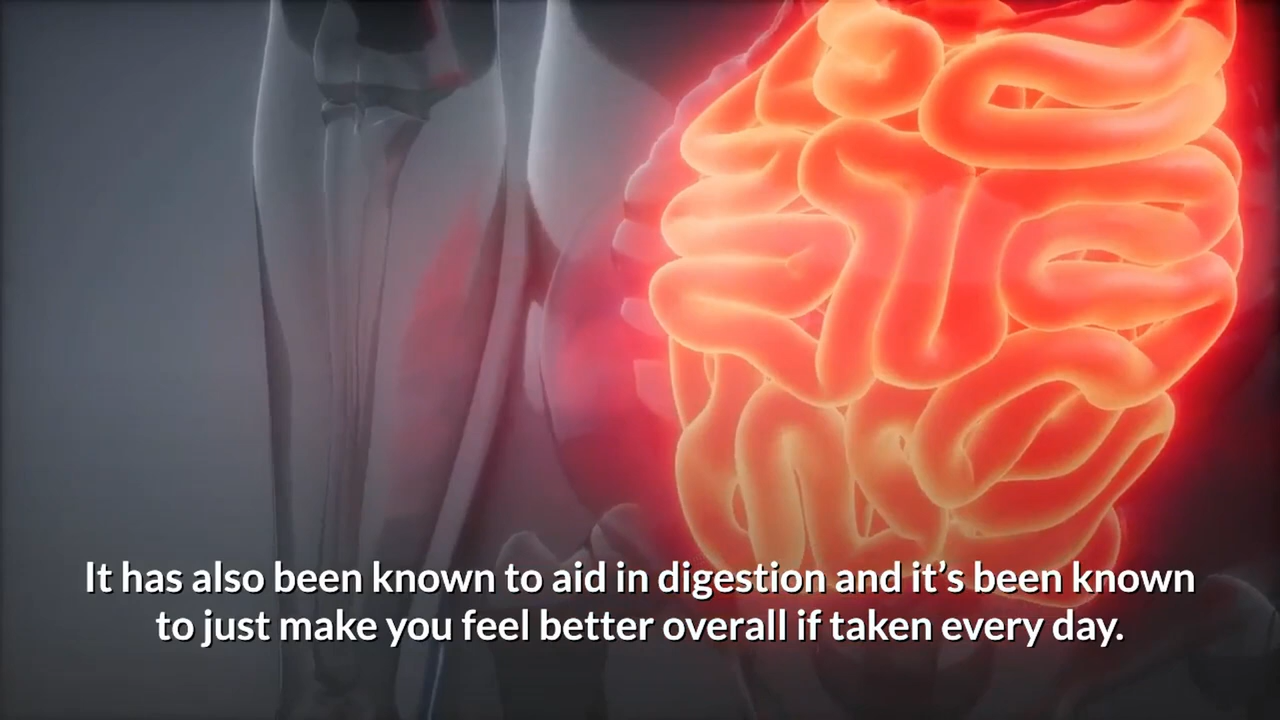 It has also been known to aid in digestion and it’s been known
to just make you feel better overall if taken every day.